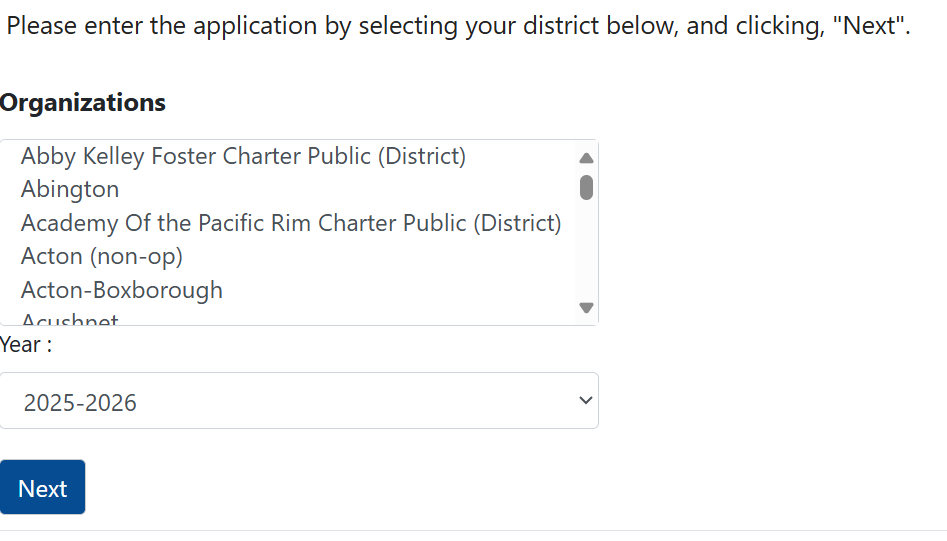 Please enter the application by selecting your district below, and clicking, "Next".
Organizations
Abby Kelley Foster Charter Public (District)
Abington
Academy Of the Pacific Rim Charter Public (District)
Acton (non-op)
Acton-Boxborough
Acushnet
Year :
2025-2026
Next